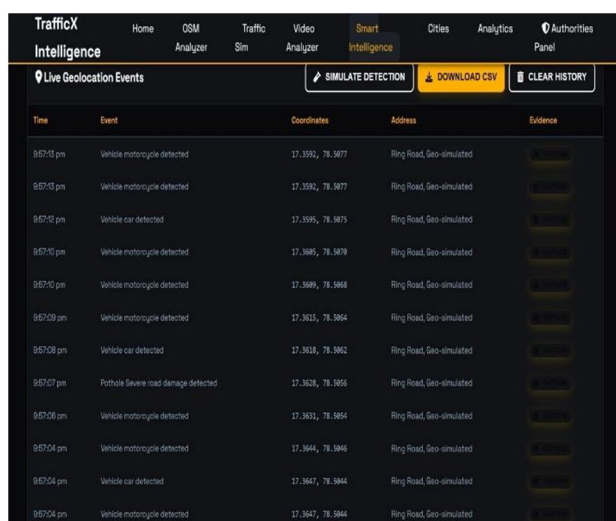 TrafficX Intelligence
Home
OSM Analyzer
Traffic Sim
Video Analyzer
Smart Intelligence
Cities
Analytics
Authorities Panel
Live Geolocation Events
SIMULATE DETECTION
DOWNLOAD CSV
CLEAR HISTORY
Time Event Coordinates Address Evidence
9:57:13 pm Vehicle motorcycle detected 17.3592, 78.5077 Ring Road, Geo-simulated
9:57:13 pm Vehicle motorcycle detected 17.3592, 78.5077 Ring Road, Geo-simulated
9:57:12 pm Vehicle car detected 17.3595, 78.5075 Ring Road, Geo-simulated
9:57:10 pm Vehicle motorcycle detected 17.3605, 78.5070 Ring Road, Geo-simulated
9:57:10 pm Vehicle motorcycle detected 17.3609, 78.5068 Ring Road, Geo-simulated
9:57:09 pm Vehicle motorcycle detected 17.3615, 78.5064 Ring Road, Geo-simulated
9:57:08 pm Vehicle car detected 17.3618, 78.5062 Ring Road, Geo-simulated
9:57:07 pm Pothole Severe road damage detected 17.3628, 78.5056 Ring Road, Geo-simulated
9:57:06 pm Vehicle motorcycle detected 17.3631, 78.5054 Ring Road, Geo-simulated
9:57:04 pm Vehicle motorcycle detected 17.3644, 78.5046 Ring Road, Geo-simulated
9:57:04 pm Vehicle car detected 17.3647, 78.5044 Ring Road, Geo-simulated
9:57:04 pm Vehicle motorcycle detected 17.3647, 78.5044 Ring Road, Geo-simulated